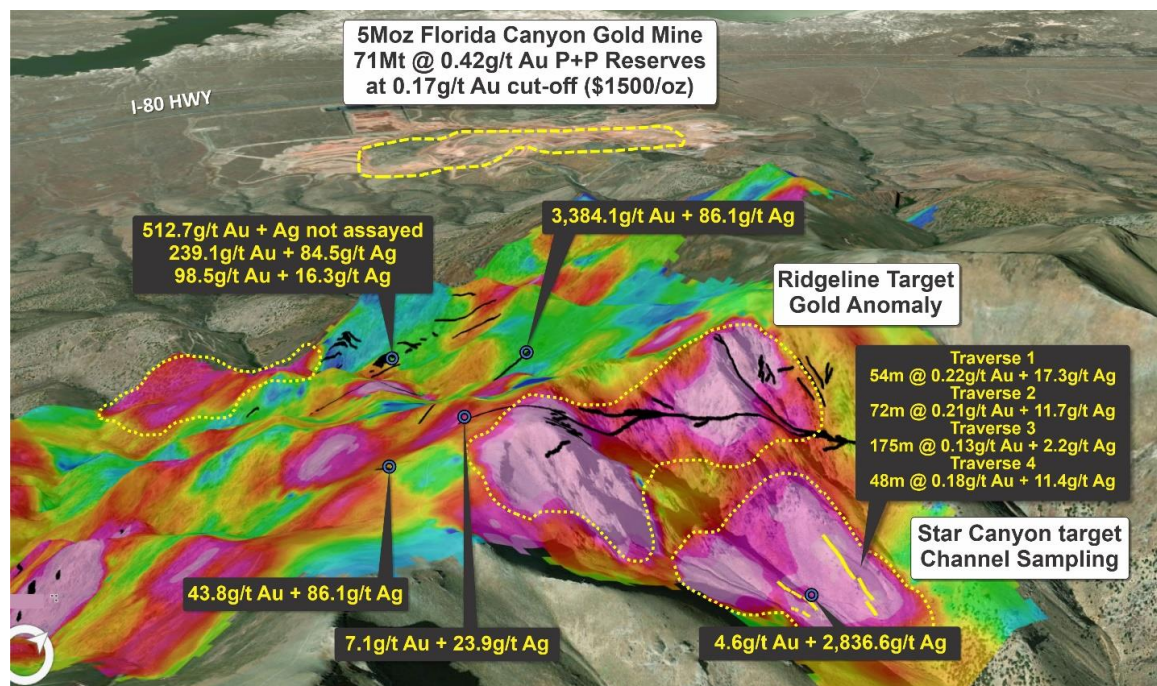 5Moz Florida Canyon Gold Mine
71Mt @ 0.42g/t Au P+P Reserves
at 0.17g/t Au cut-off ($1500/oz)
I-80 HWY
512.7g/t Au + Ag not assayed
239.1g/t Au + 84.5g/t Ag
98.5g/t Au + 16.3g/t Ag
3,384.1g/t Au + 86.1g/t Ag
Ridgeline Target
Gold Anomaly
Traverse 1
54m @ 0.22g/t Au + 17.3g/t Ag
Traverse 2
72m @ 0.21g/t Au + 11.7g/t Ag
Traverse 3
175m @ 0.13g/t Au + 2.2g/t Ag
Traverse 4
48m @ 0.18g/t Au + 11.4g/t Ag
Star Canyon target
Channel Sampling
43.8g/t Au + 86.1g/t Ag
7.1g/t Au + 23.9g/t Ag
4.6g/t Au + 2,836.6g/t Ag